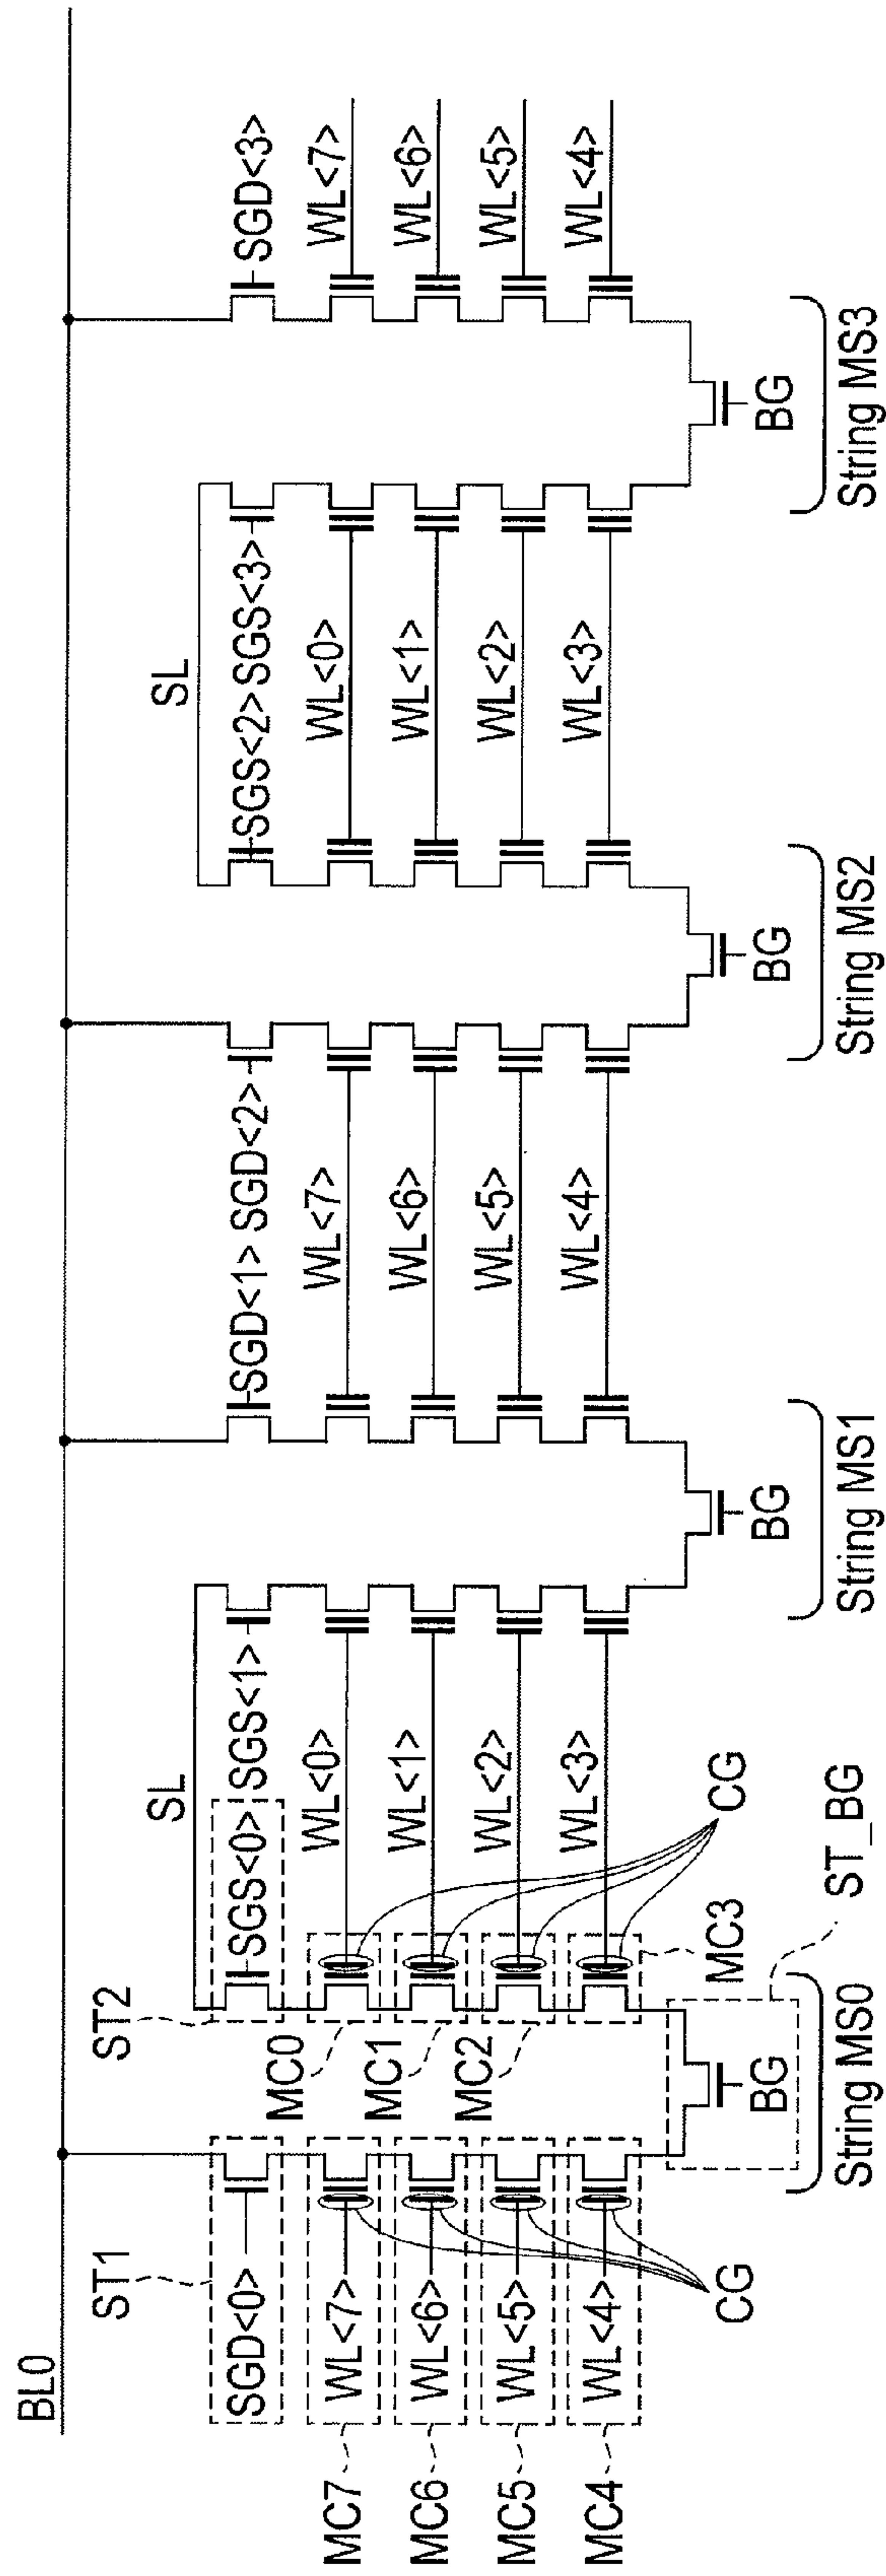 BL0
ST1
ST2
SL
SL
SGD<0>
SGS<0>
SGS<1>
SGD<1>
SGD<2>
SGS<2>
SGS<3>
SGD<3>
MC7
WL<7>
MC0
WL<0>
WL<7>
WL<0>
WL<7>
MC6
WL<6>
MC1
WL<1>
WL<6>
WL<1>
WL<6>
MC5
WL<5>
MC2
WL<2>
WL<5>
WL<2>
WL<5>
MC4
WL<4>
MC3
WL<3>
WL<4>
WL<3>
WL<4>
CG
CG
BG
BG
BG
BG
ST_BG
String MS0
String MS1
String MS2
String MS3